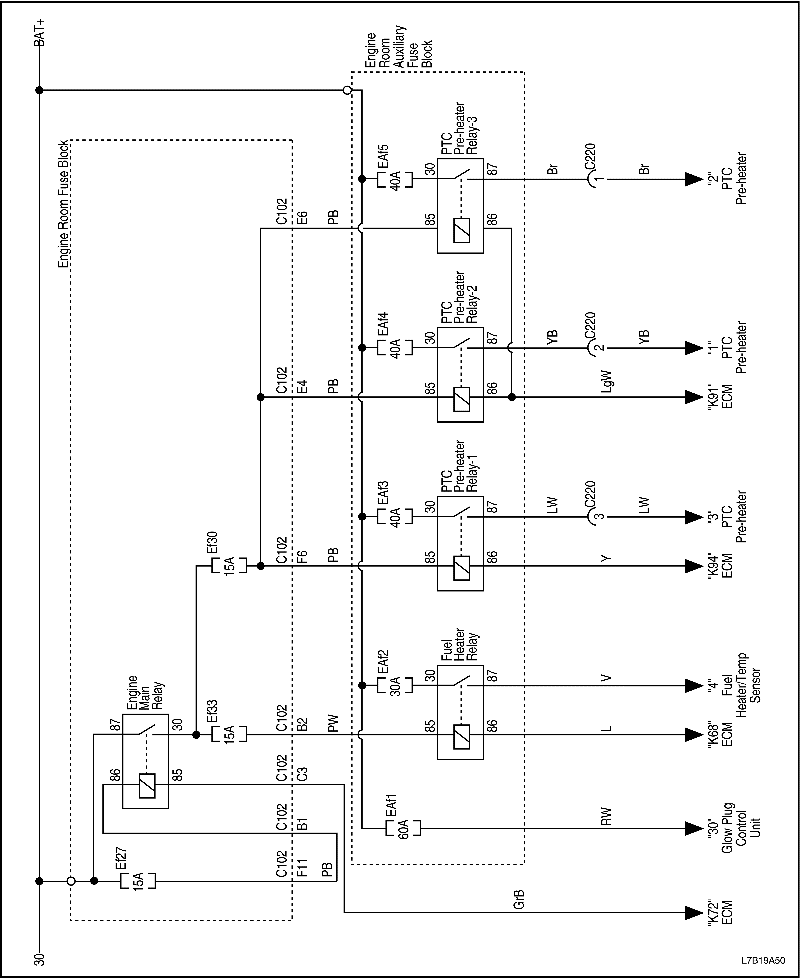 30
BAT+
Engine Room Fuse Block
Ef27
15A
86
87
Engine
Main
Relay
85
30
Ef33
15A
Ef30
15A
C102
F11
PB
C102
B1
C102
C3
C102
B2
PW
C102
F6
PB
C102
E4
PB
C102
E6
PB
Engine
Room
Auxiliary
Fuse
Block
EAf1
60A
EAf2
30A
EAf3
40A
EAf4
40A
EAf5
40A
85
30
Fuel
Heater
Relay
86
87
85
30
PTC
Pre-heater
Relay-1
86
87
85
30
PTC
Pre-heater
Relay-2
86
87
85
30
PTC
Pre-heater
Relay-3
86
87
GrB
RW
L
V
Y
LW
C220
3
LW
LgW
YB
C220
2
YB
Br
C220
1
Br
"K72"
ECM
"30"
Glow Plug
Control
Unit
"K68"
ECM
"4"
Fuel
Heater/Temp
Sensor
"K94"
ECM
"3"
PTC
Pre-heater
"K91"
ECM
"1"
PTC
Pre-heater
"2"
PTC
Pre-heater
L7B19A50